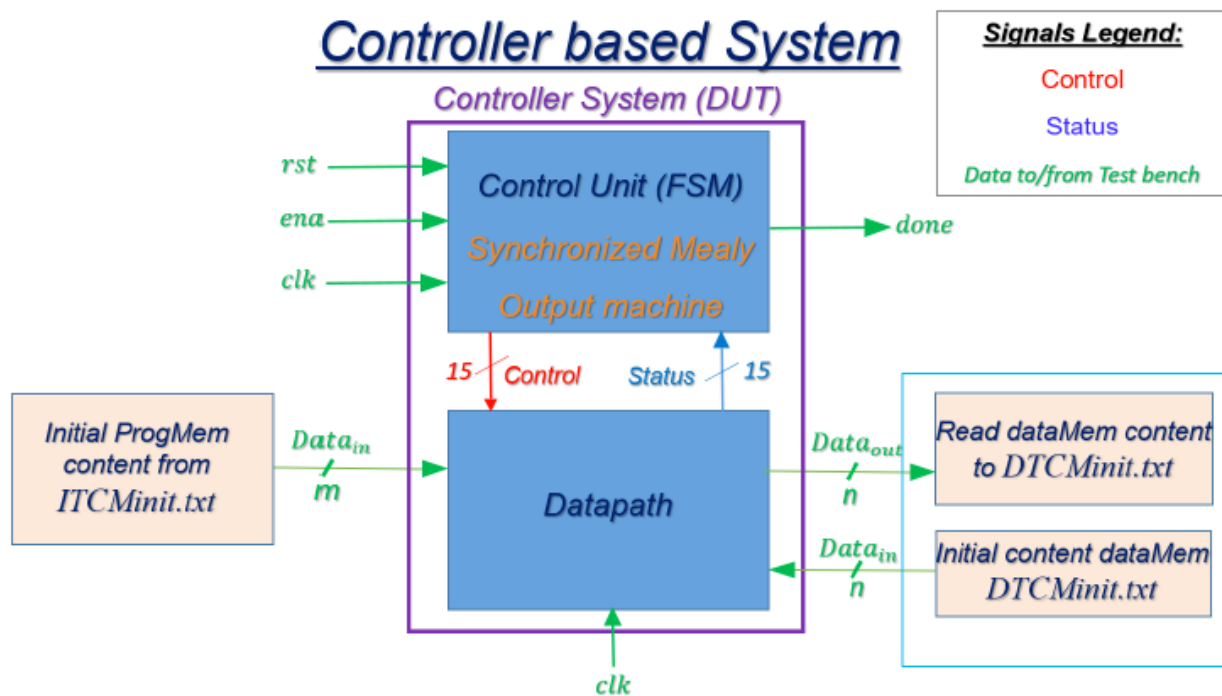 Controller based System
Signals Legend:
Control
Status
Data to/from Test bench
Controller System (DUT)
rst
ena
clk
Control Unit (FSM)
Synchronized Mealy
Output machine
done
15
Control
Status
15
Initial ProgMem
content from
ITCMinit.txt
Data_in
m
Datapath
Data_out
n
Read dataMem content
to DTCMinit.txt
Data_in
n
Initial content dataMem
DTCMinit.txt
clk